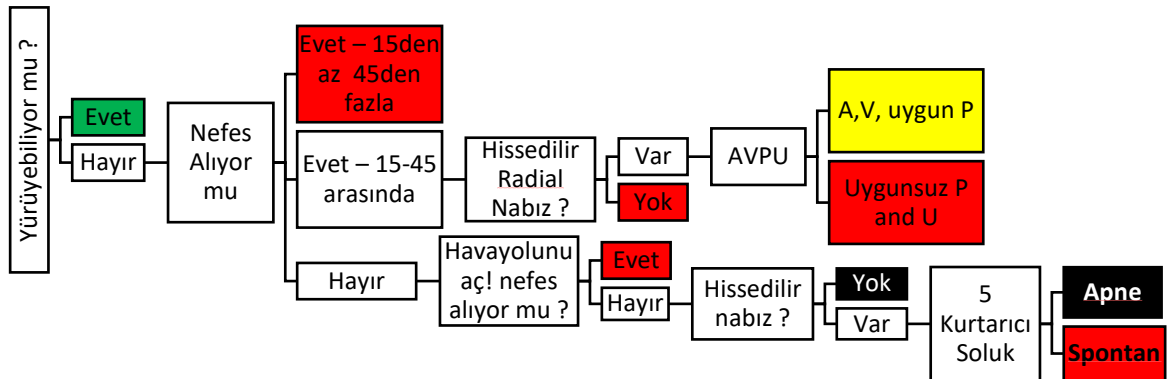 Yürüyebiliyor mu ?
Evet
Hayır
Nefes
Alıyor
mu
Evet – 15den
az 45den
fazla
Evet – 15-45
arasında
Hayır
Hissedilir
Radial
Nabız ?
Var
Yok
AVPU
A,V, uygun P
Uygunsuz P
and U
Havayolunu
aç! nefes
alıyor mu ?
Evet
Hayır
Hissedilir
nabız ?
Yok
Var
5
Kurtarıcı
Soluk
Apne
Spontan